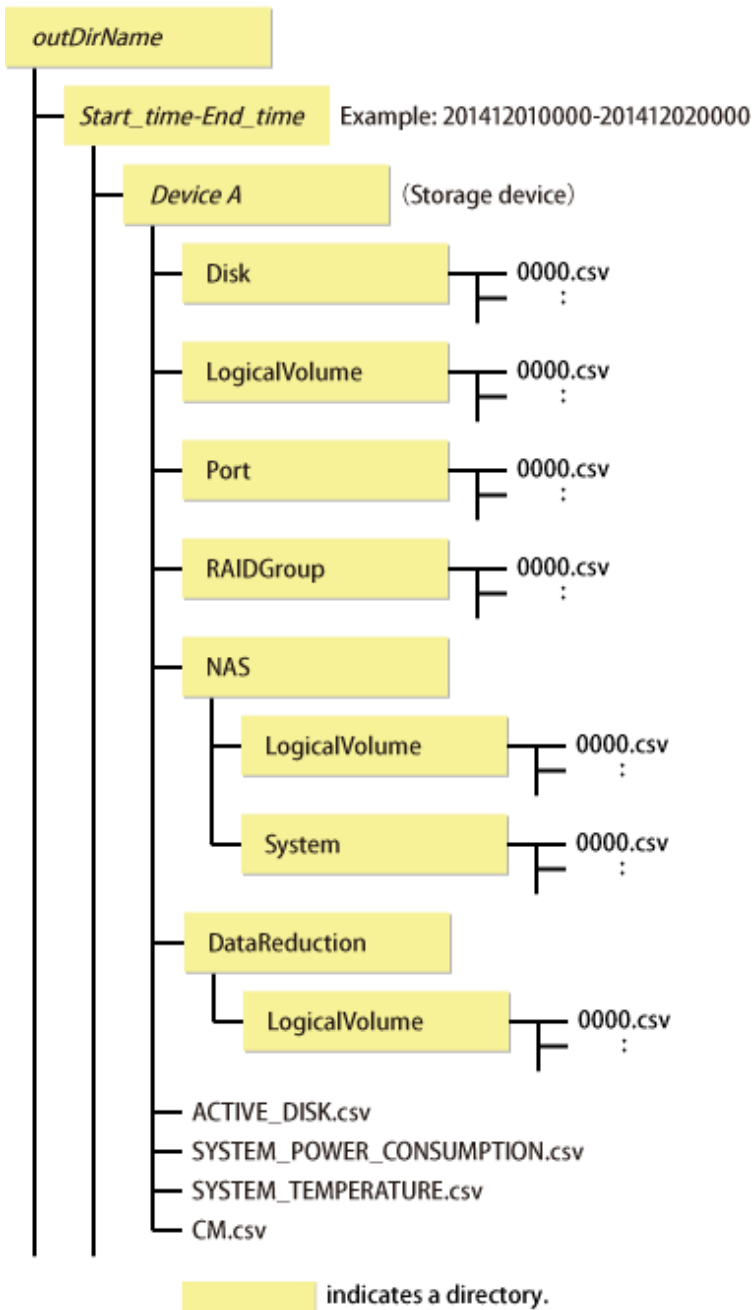 outDirName
Start_time-End_time Example: 201412010000-201412020000
Device A (Storage device)
Disk 0000.csv
:
LogicalVolume 0000.csv
:
Port 0000.csv
:
RAIDGroup 0000.csv
:
NAS
LogicalVolume 0000.csv
:
System 0000.csv
:
DataReduction
LogicalVolume 0000.csv
:
ACTIVE_DISK.csv
SYSTEM_POWER_CONSUMPTION.csv
SYSTEM_TEMPERATURE.csv
CM.csv
indicates a directory.